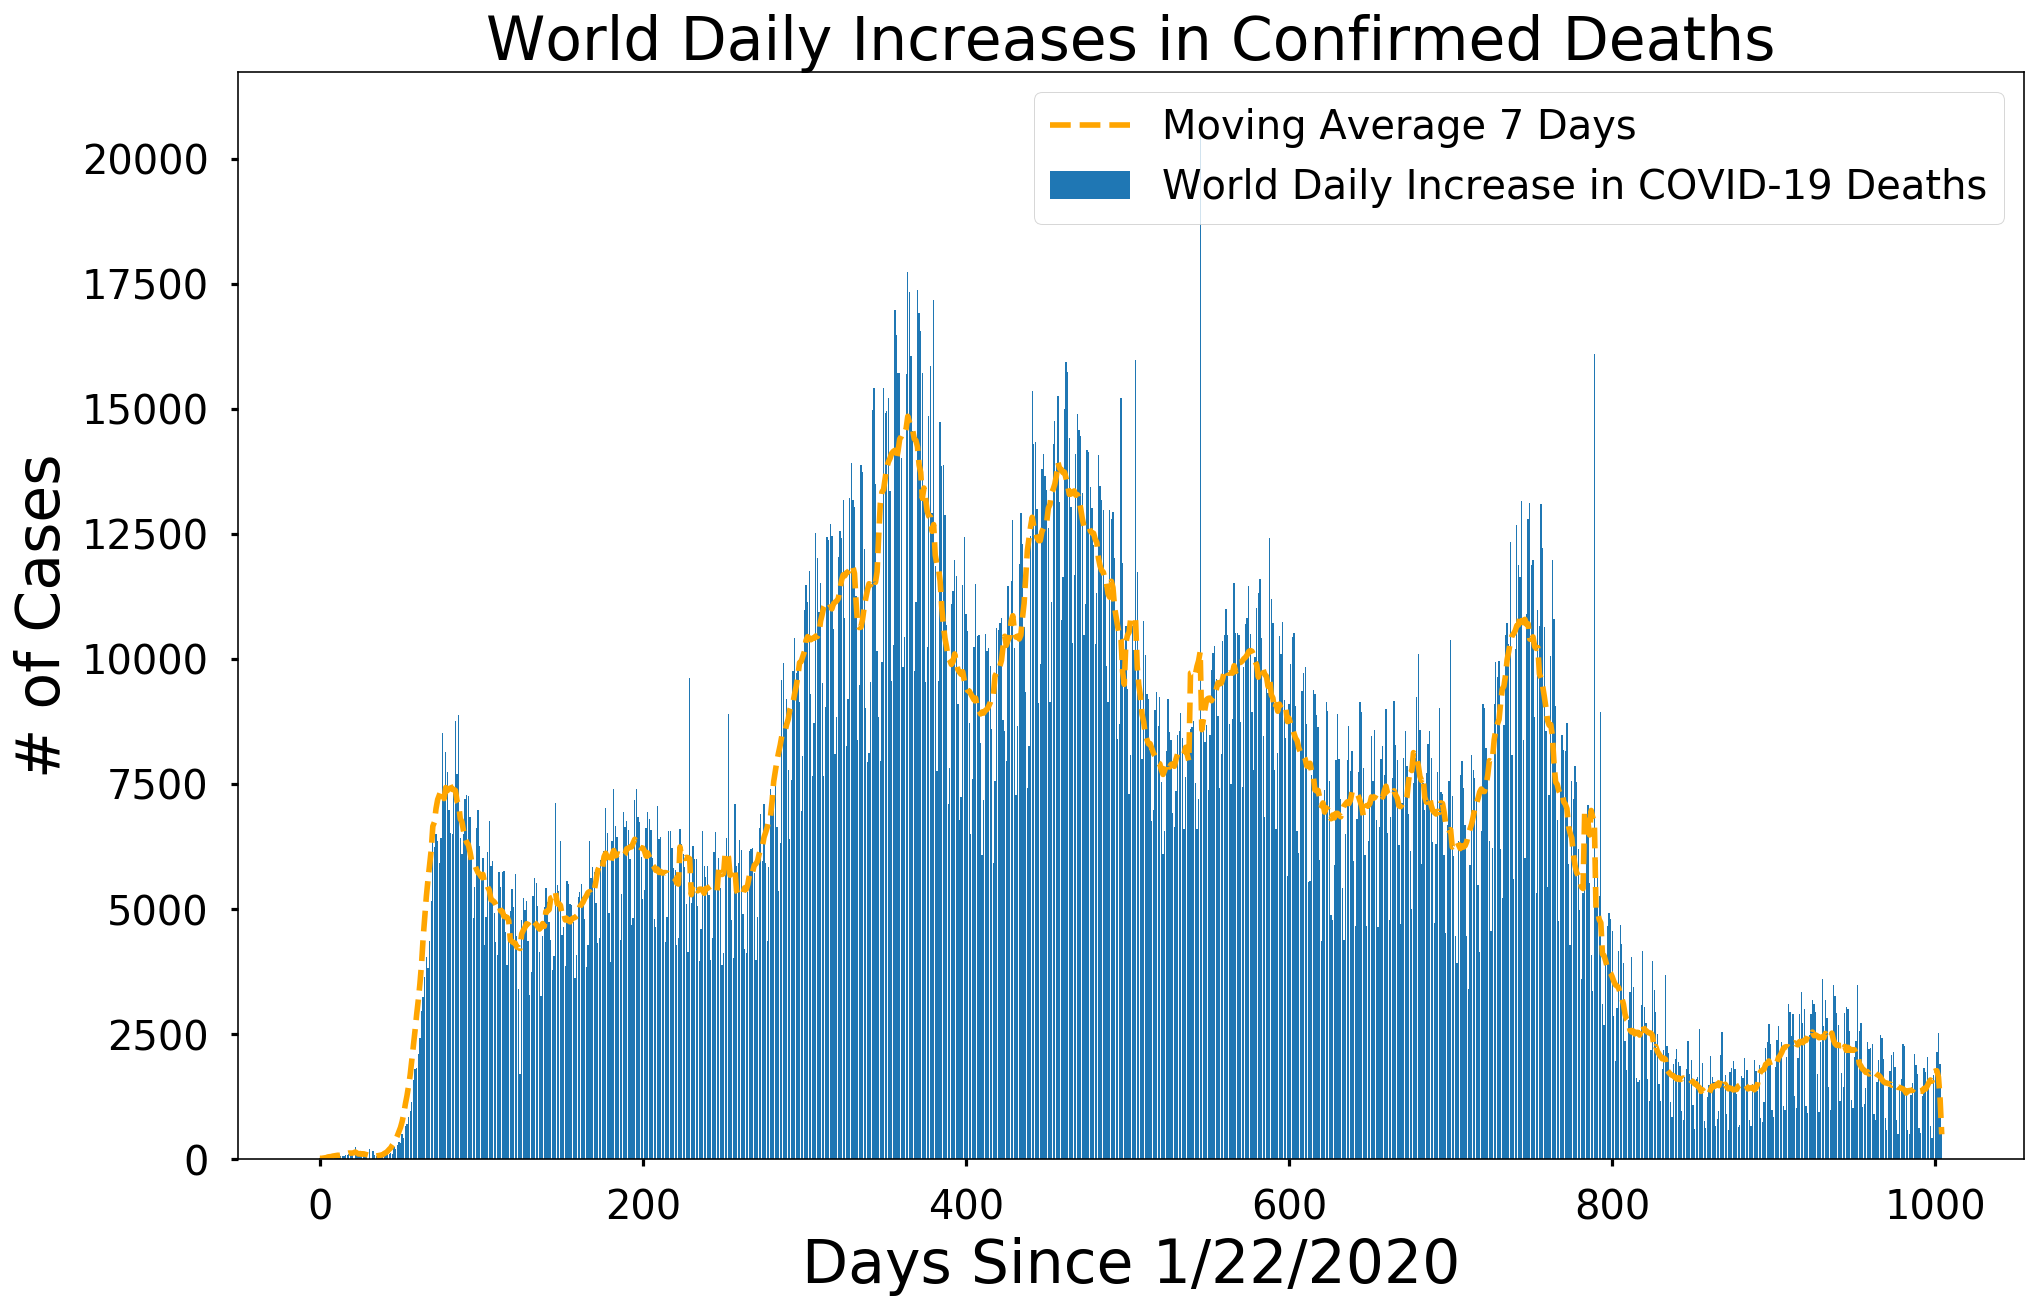 World Daily Increases in Confirmed Deaths
Moving Average 7 Days
World Daily Increase in COVID-19 Deaths
# of Cases
20000
17500
15000
12500
10000
7500
5000
2500
0
0 200 400 600 800 1000
Days Since 1/22/2020